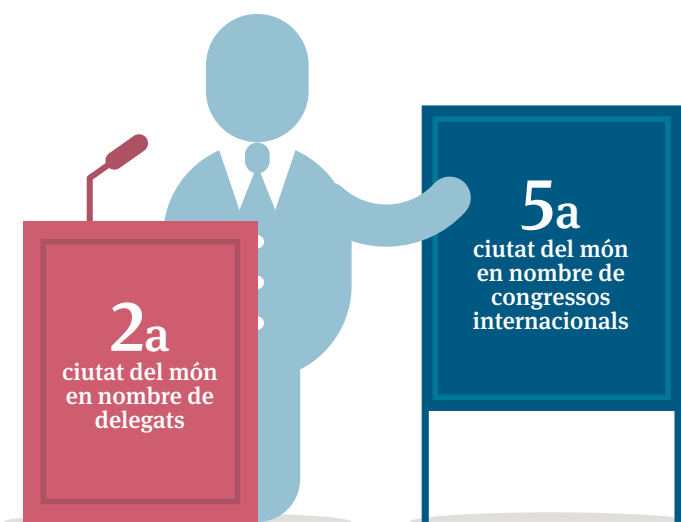 2a
ciutat del món
en nombre de
delegats
5a
ciutat del món
en nombre de
congressos
internacionals